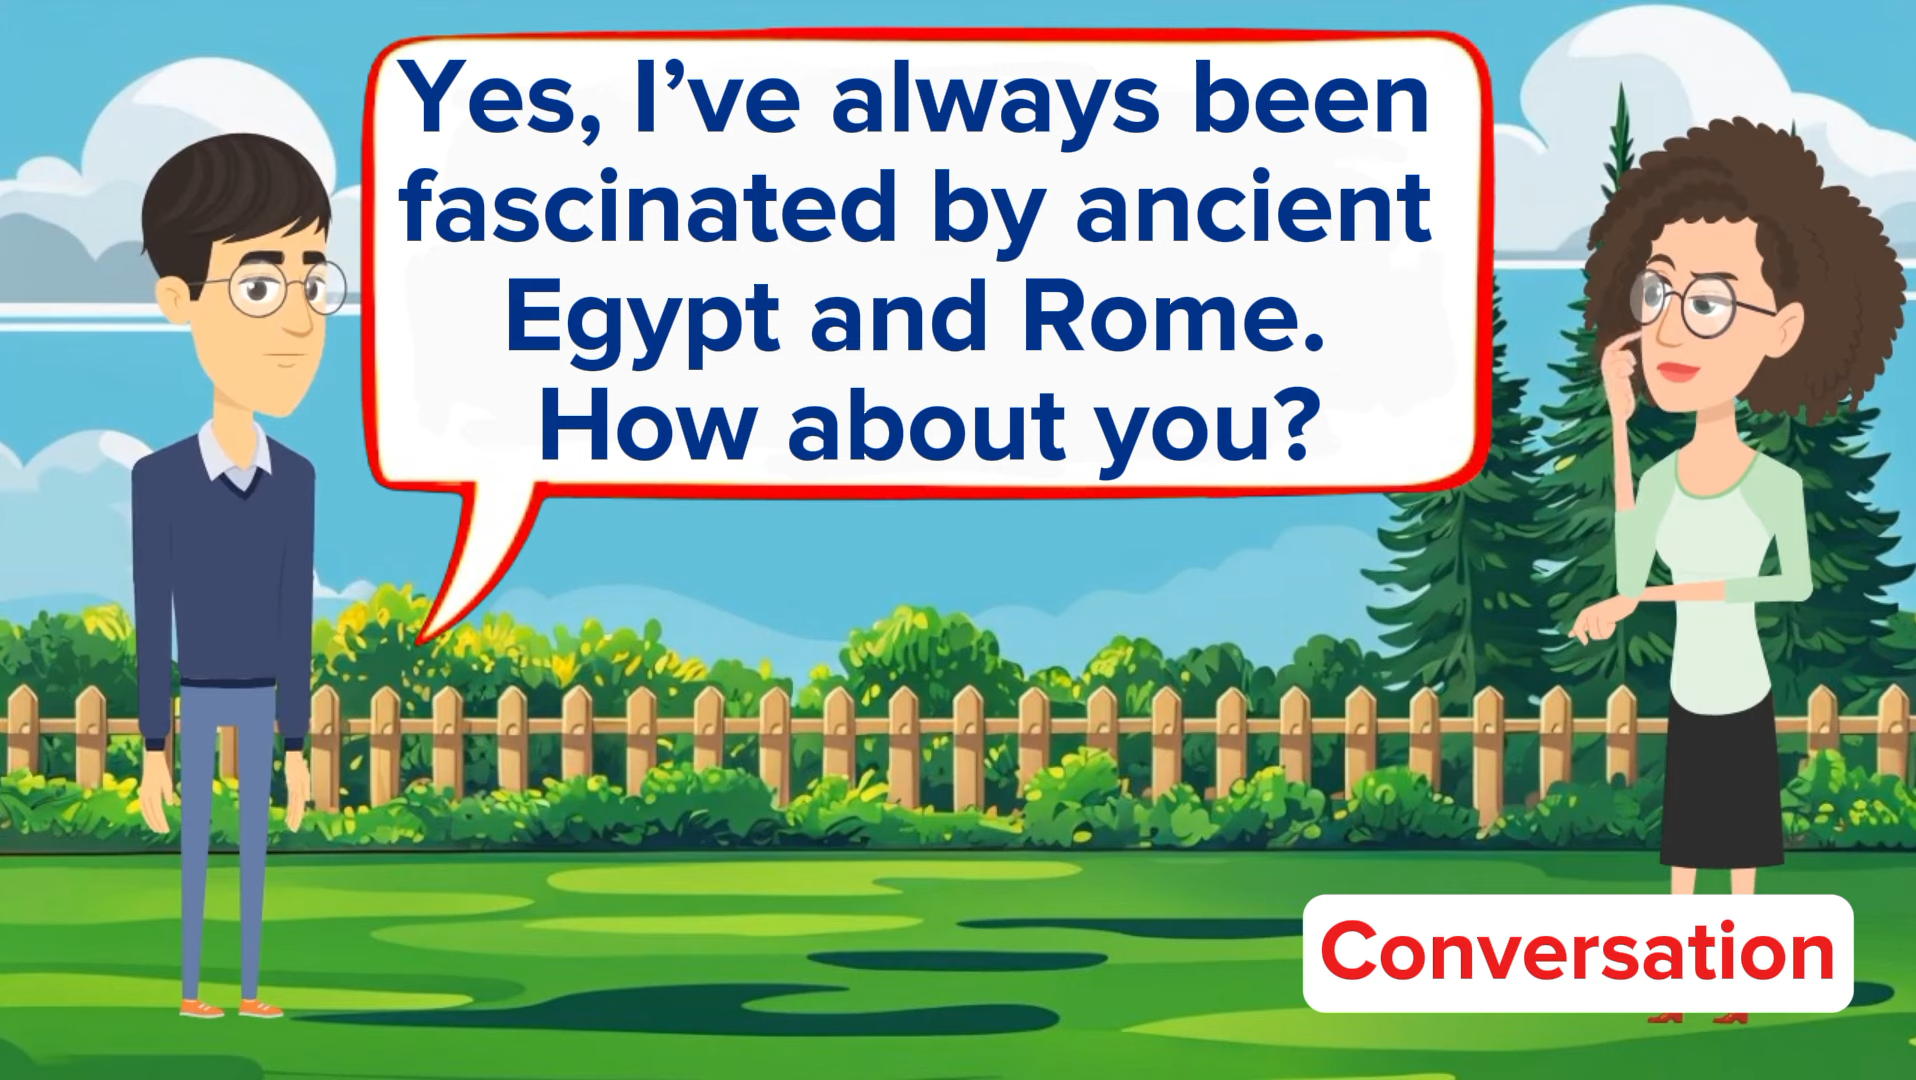 Yes, I’ve always been
fascinated by ancient
Egypt and Rome.
How about you?
Conversation